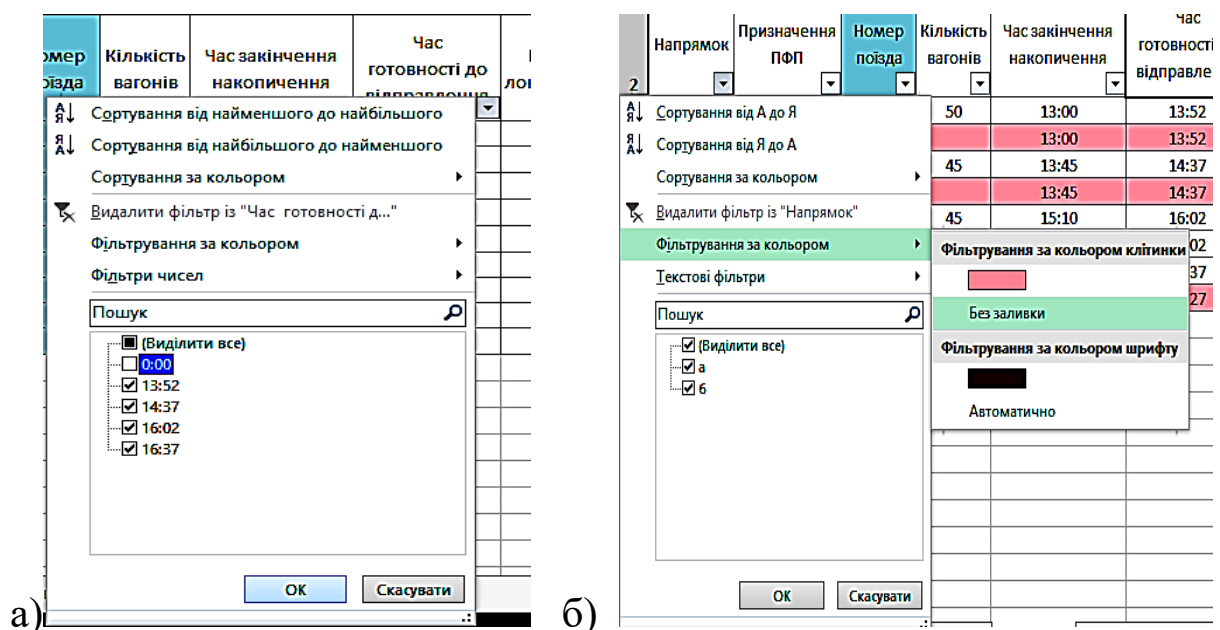 Кількість вагонів
Час закінчення накопичення
Час готовності до
Сортування від найменшого до найбільшого
Сортування від найбільшого до найменшого
Сортування за кольором
Видалити фільтр із "Час готовності д..."
Фільтрування за кольором
Фільтри чисел
Пошук
(Виділити все)
0:00
13:52
14:37
16:02
16:37
OK Скасувати
а)
2
Напрямок
Призначення ПФП
Номер поїзда
Кількість вагонів
Час закінчення накопичення
час готовності
Сортування від А до Я
Сортування від Я до А
Сортування за кольором
Видалити фільтр із "Напрямок"
Фільтрування за кольором
Текстові фільтри
Пошук
(Виділити все)
а
б
OK Скасувати
50 13:00 13:52
13:00 13:52
45 13:45 14:37
13:45 14:37
45 15:10 16:02
Фільтрування за кольором клітинки
Без заливки
Фільтрування за кольором шрифту
Автоматично
02
37
27
б)